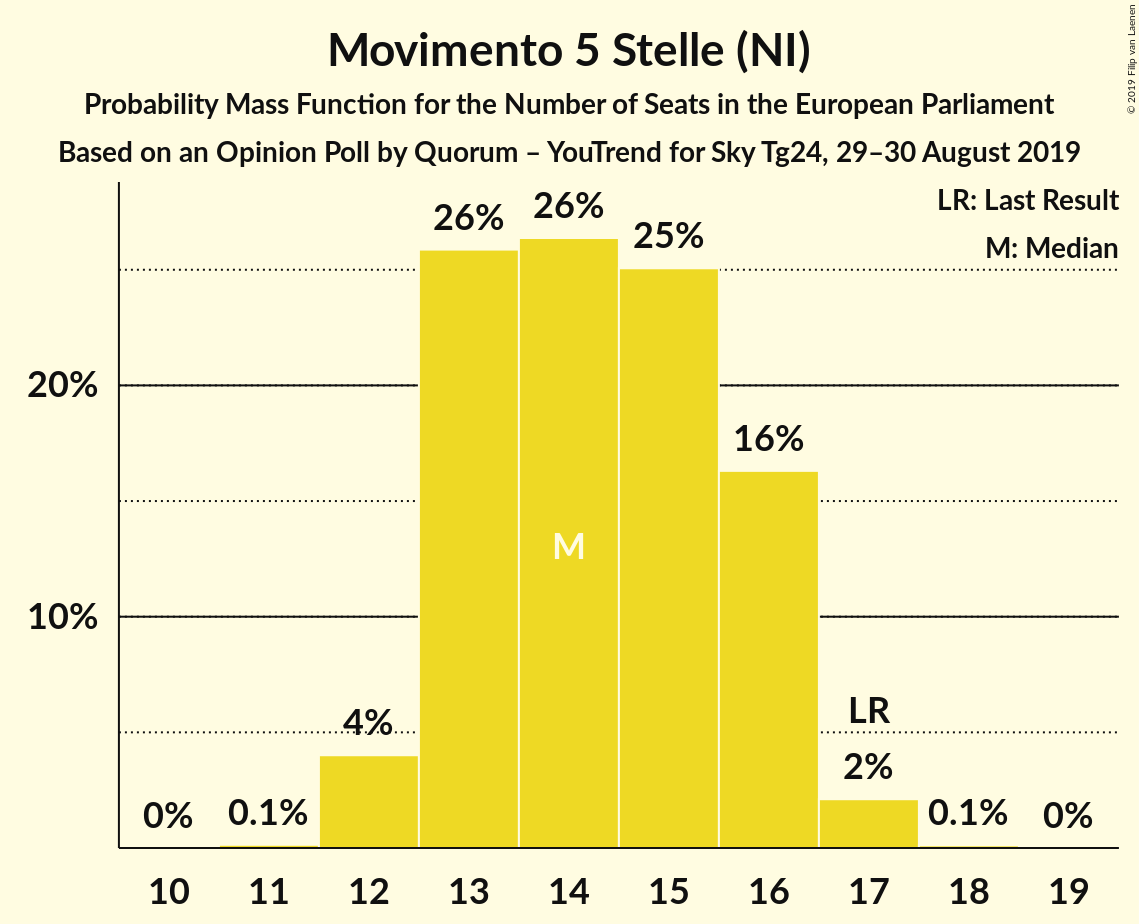 Movimento 5 Stelle (NI)
Probability Mass Function for the Number of Seats in the European Parliament
Based on an Opinion Poll by Quorum – YouTrend for Sky Tg24, 29–30 August 2019
© 2019 Filip van Laenen
LR: Last Result
M: Median
26% 26% 25%
20%
16%
M
10%
LR
4% 2%
0% 0.1% 0.1% 0%
10 11 12 13 14 15 16 17 18 19